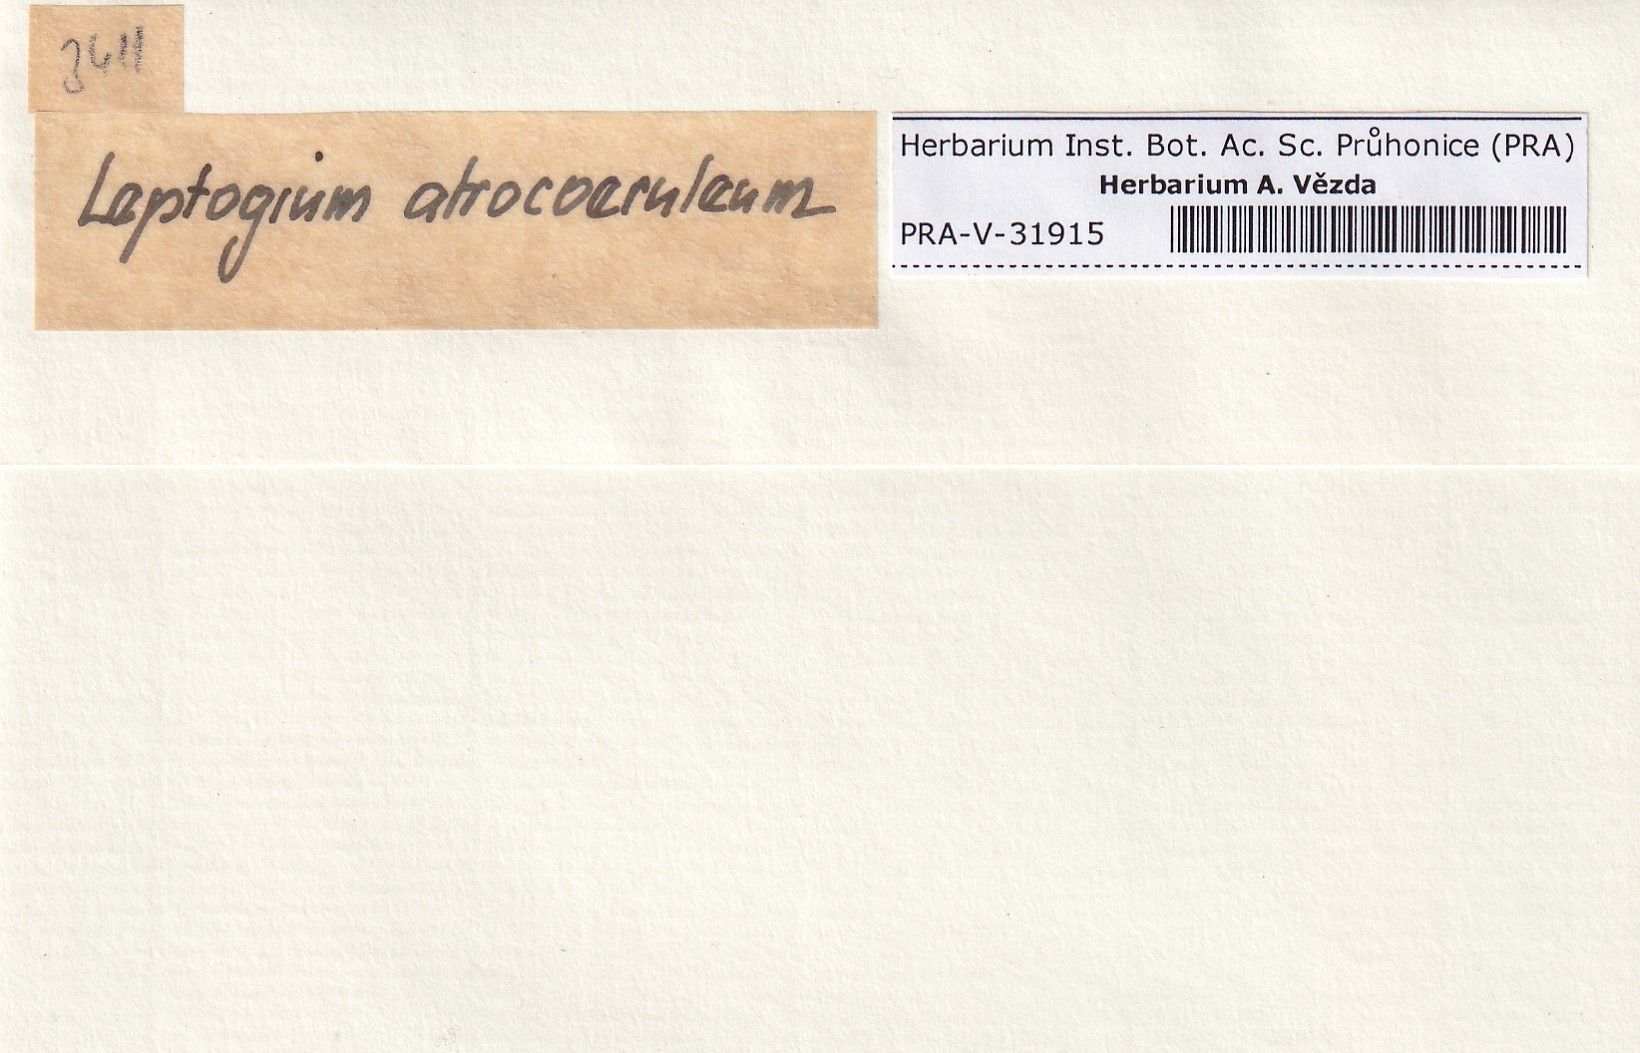 Leptogium atrocoeruleum
Herbarium Inst. Bot. Ac. Sc. Průhonice (PRA)
Herbarium A. Vězda
PRA-V-31915